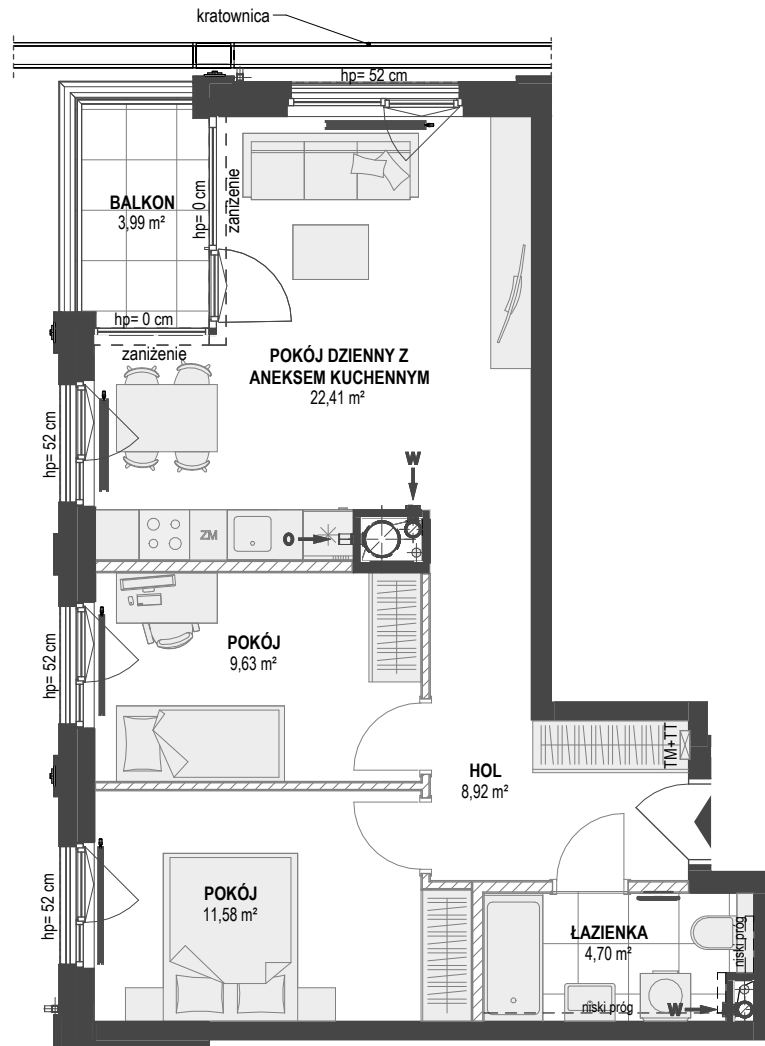 kratownica
hp= 52 cm
BALKON
3,99 m²
hp= 0 cm
zaniżenie
hp= 0 cm
zaniżenie
POKÓJ DZIENNY Z
ANEKSEM KUCHENNYM
22,41 m²
hp= 52 cm
W
ZM
O
POKÓJ
9,63 m²
hp= 52 cm
HOL
8,92 m²
TM+TT
POKÓJ
11,58 m²
hp= 52 cm
ŁAZIENKA
4,70 m²
niski próg
niski próg
W